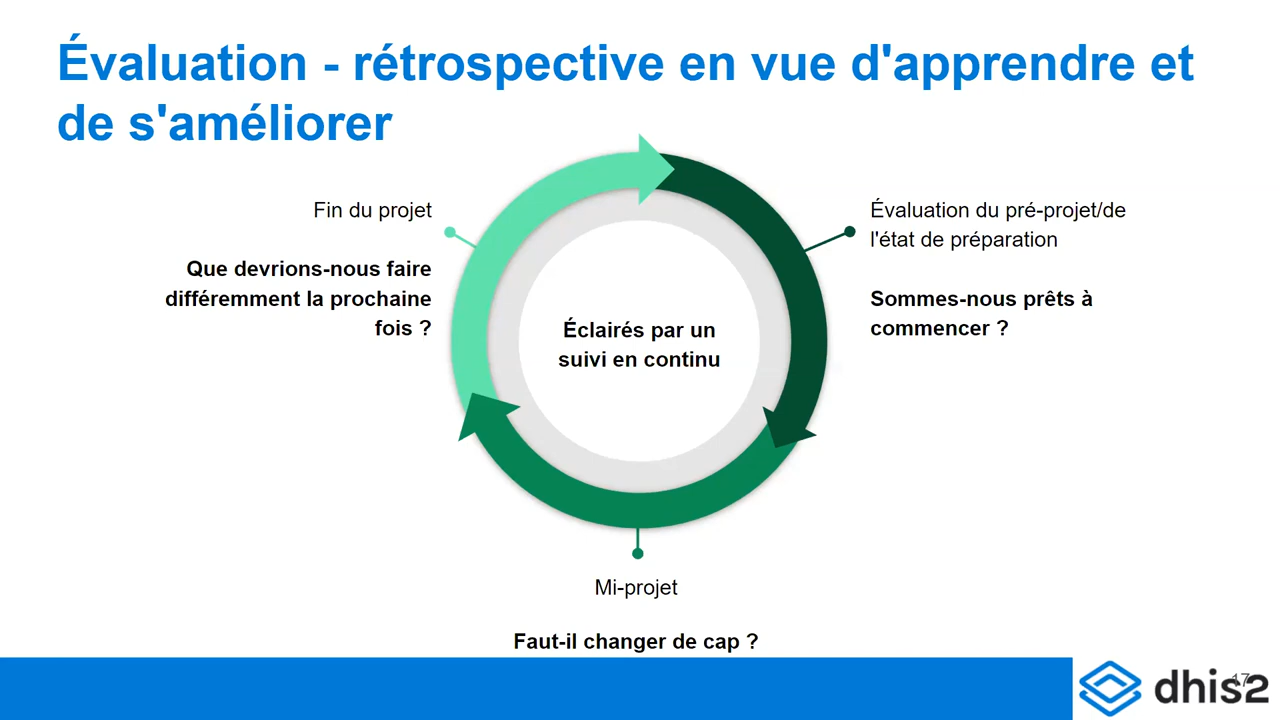 Évaluation - rétrospective en vue d'apprendre et
de s'améliorer
Fin du projet
Que devrions-nous faire
différemment la prochaine
fois ?
Évaluation du pré-projet/de
l'état de préparation
Sommes-nous prêts à
commencer ?
Éclairés par un
suivi en continu
Mi-projet
Faut-il changer de cap ?
dhis2
17